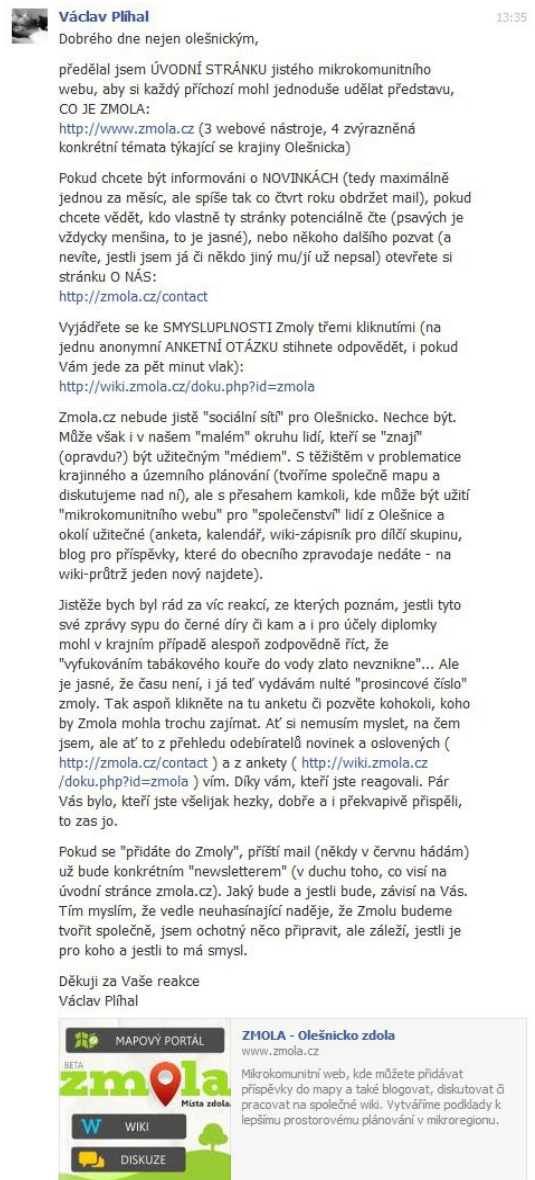 Václav Plíhal
13:35
Dobrého dne nejen olešnickým,
předělal jsem ÚVODNÍ STRÁNKU jistého mikrokomunitního
webu, aby si každý příchozí mohl jednoduše udělat představu,
CO JE ZMOLA:
http://www.zmola.cz (3 webové nástroje, 4 zvýrazněná
konkrétní témata týkající se krajiny Olešnicka)
Pokud chcete být informováni o NOVINKÁCH (tedy maximálně
jednou za měsíc, ale spíše tak co čtvrt roku obdržet mail), pokud
chcete vědět, kdo vlastně ty stránky potenciálně čte (psavých je
vždycky menšina, to je jasné), nebo někoho dalšího pozvat (a
nevíte, jestli jsem já či někdo jiný mu/jí už nepsal) otevřete si
stránku O NÁS:
http://zmola.cz/contact
Vyjádřete se ke SMYSLUPLNOSTI Zmoly třemi kliknutími (na
jednu anonymní ANKETNÍ OTÁZKU stihnete odpovědět, i pokud
Vám jede za pět minut vlak):
http://wiki.zmola.cz/doku.php?id=zmola
Zmola.cz nebude jistě "sociální sítí" pro Olešnicko. Nechce být.
Může však i v našem "malém" okruhu lidí, kteří se "znají"
(opravdu?) být užitečným "médiem". S těžištěm v problematice
krajinného a územního plánování (tvoříme společně mapu a
diskutujeme nad ní), ale s přesahem kamkoli, kde může být užití
"mikrokomunitního webu" pro "společenství" lidí z Olešnice a
okolí užitečné (anketa, kalendář, wiki-zápisník pro dílčí skupinu,
blog pro příspěvky, které do obecního zpravodaje nedáte - na
wiki-průtrž jeden nový najdete).
Jistěže bych byl rád za víc reakcí, ze kterých poznám, jestli tyto
své zprávy sypu do černé díry či kam a i pro účely diplomky
mohl v krajním případě alespoň zodpovědně říct, že
"vyfukováním tabákového kouře do vody zlato nevznikne"... Ale
je jasné, že času není, i já teď vydávám nulté "prosincové číslo"
zmoly. Tak aspoň klikněte na tu anketu či pozvěte kohokoli, koho
by Zmola mohla trochu zajímat. Ať si nemusím myslet, na čem
jsem, ale ať to z přehledu odebíratelů novinek a oslovených (
http://zmola.cz/contact ) a z ankety ( http://wiki.zmola.cz
/doku.php?id=zmola ) vím. Díky vám, kteří jste reagovali. Pár
Vás bylo, kteří jste všelijak hezky, dobře a i překvapivě přispěli,
to zas jo.
Pokud se "přidáte do Zmoly", příští mail (někdy v červnu hádám)
už bude konkrétním "newsletterem" (v duchu toho, co visí na
úvodní stránce zmola.cz). Jaký bude a jestli bude, závisí na Vás.
Tím myslím, že vedle neuhasínající naděje, že Zmolu budeme
tvořit společně, jsem ochotný něco připravit, ale záleží, jestli je
pro koho a jestli to má smysl.
Děkuji za Vaše reakce
Václav Plíhal
MAPOVÝ PORTÁL
BETA
zmola
Místa zdola.
WIKI
DISKUZE
ZMOLA - Olešnicko zdola
www.zmola.cz
Mikrokomunitní web, kde můžete přidávat
příspěvky do mapy a také blogovat, diskutovat či
pracovat na společné wiki. Vytváříme podklady k
lepšímu prostorovému plánování v mikroregionu.